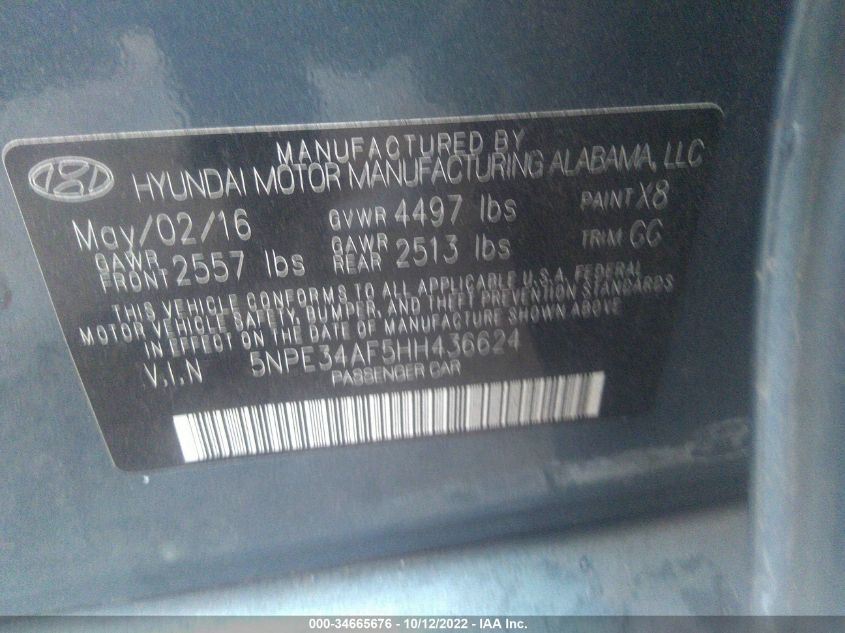 MANUFACTURED BY
HYUNDAI MOTOR MANUFACTURING ALABAMA, LLC
May/02/16 GVWR 4497 lbs PAINT X8
GAWR FRONT 2557 lbs GAWR REAR 2513 lbs TRIM GG
THIS VEHICLE CONFORMS TO ALL APPLICABLE U.S.A. FEDERAL
MOTOR VEHICLE SAFETY, BUMPER, AND THEFT PREVENTION STANDARDS
IN EFFECT ON THE DATE OF MANUFACTURE SHOWN ABOVE
V.I.N 5NPE34AF5HH436624
PASSENGER CAR
000-34665676 - 10/12/2022 - IAA Inc.